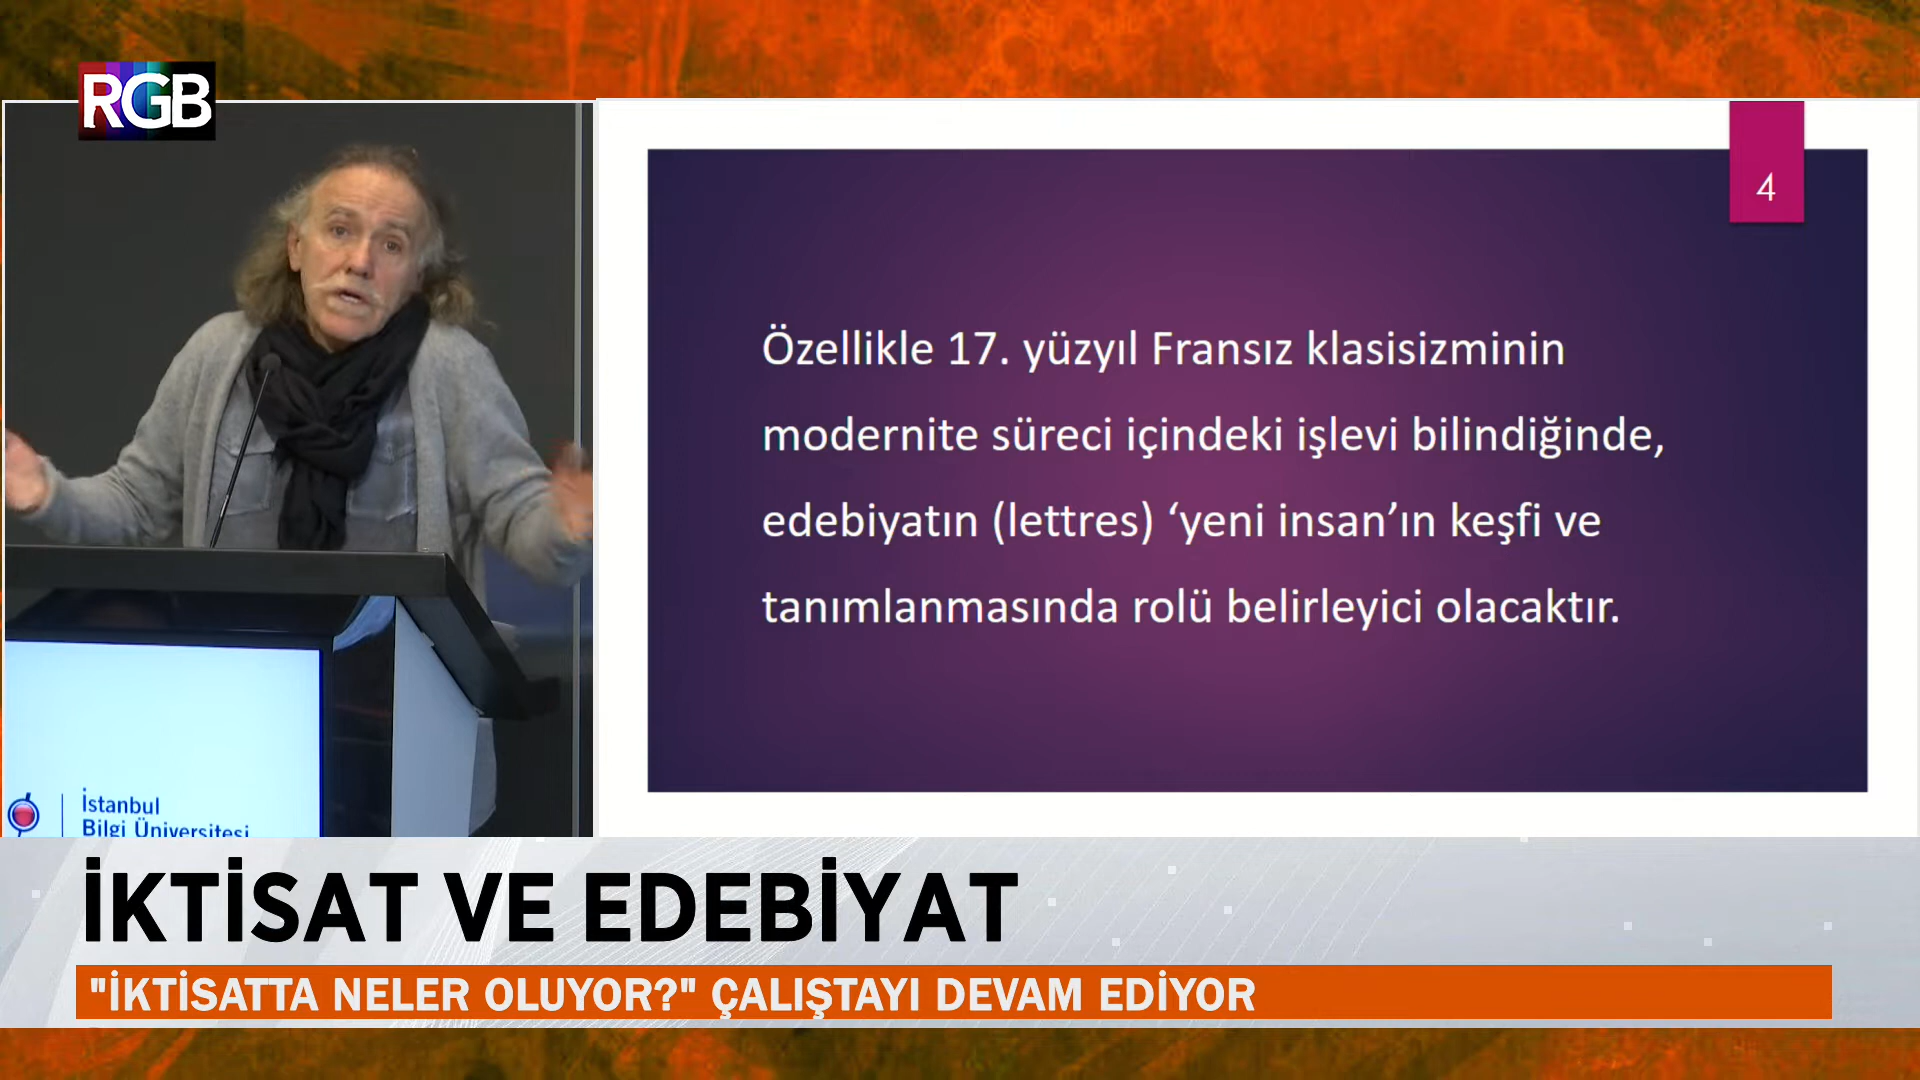 RGB
4
Özellikle 17. yüzyıl Fransız klasisizminin
modernite süreci içindeki işlevi bilindiğinde,
edebiyatın (lettres) ‘yeni insan’ın keşfi ve
tanımlanmasında rolü belirleyici olacaktır.
İstanbul
Bilgi Üniversitesi
İKTİSAT VE EDEBİYAT
"İKTİSATTA NELER OLUYOR?" ÇALIŞTAYI DEVAM EDİYOR